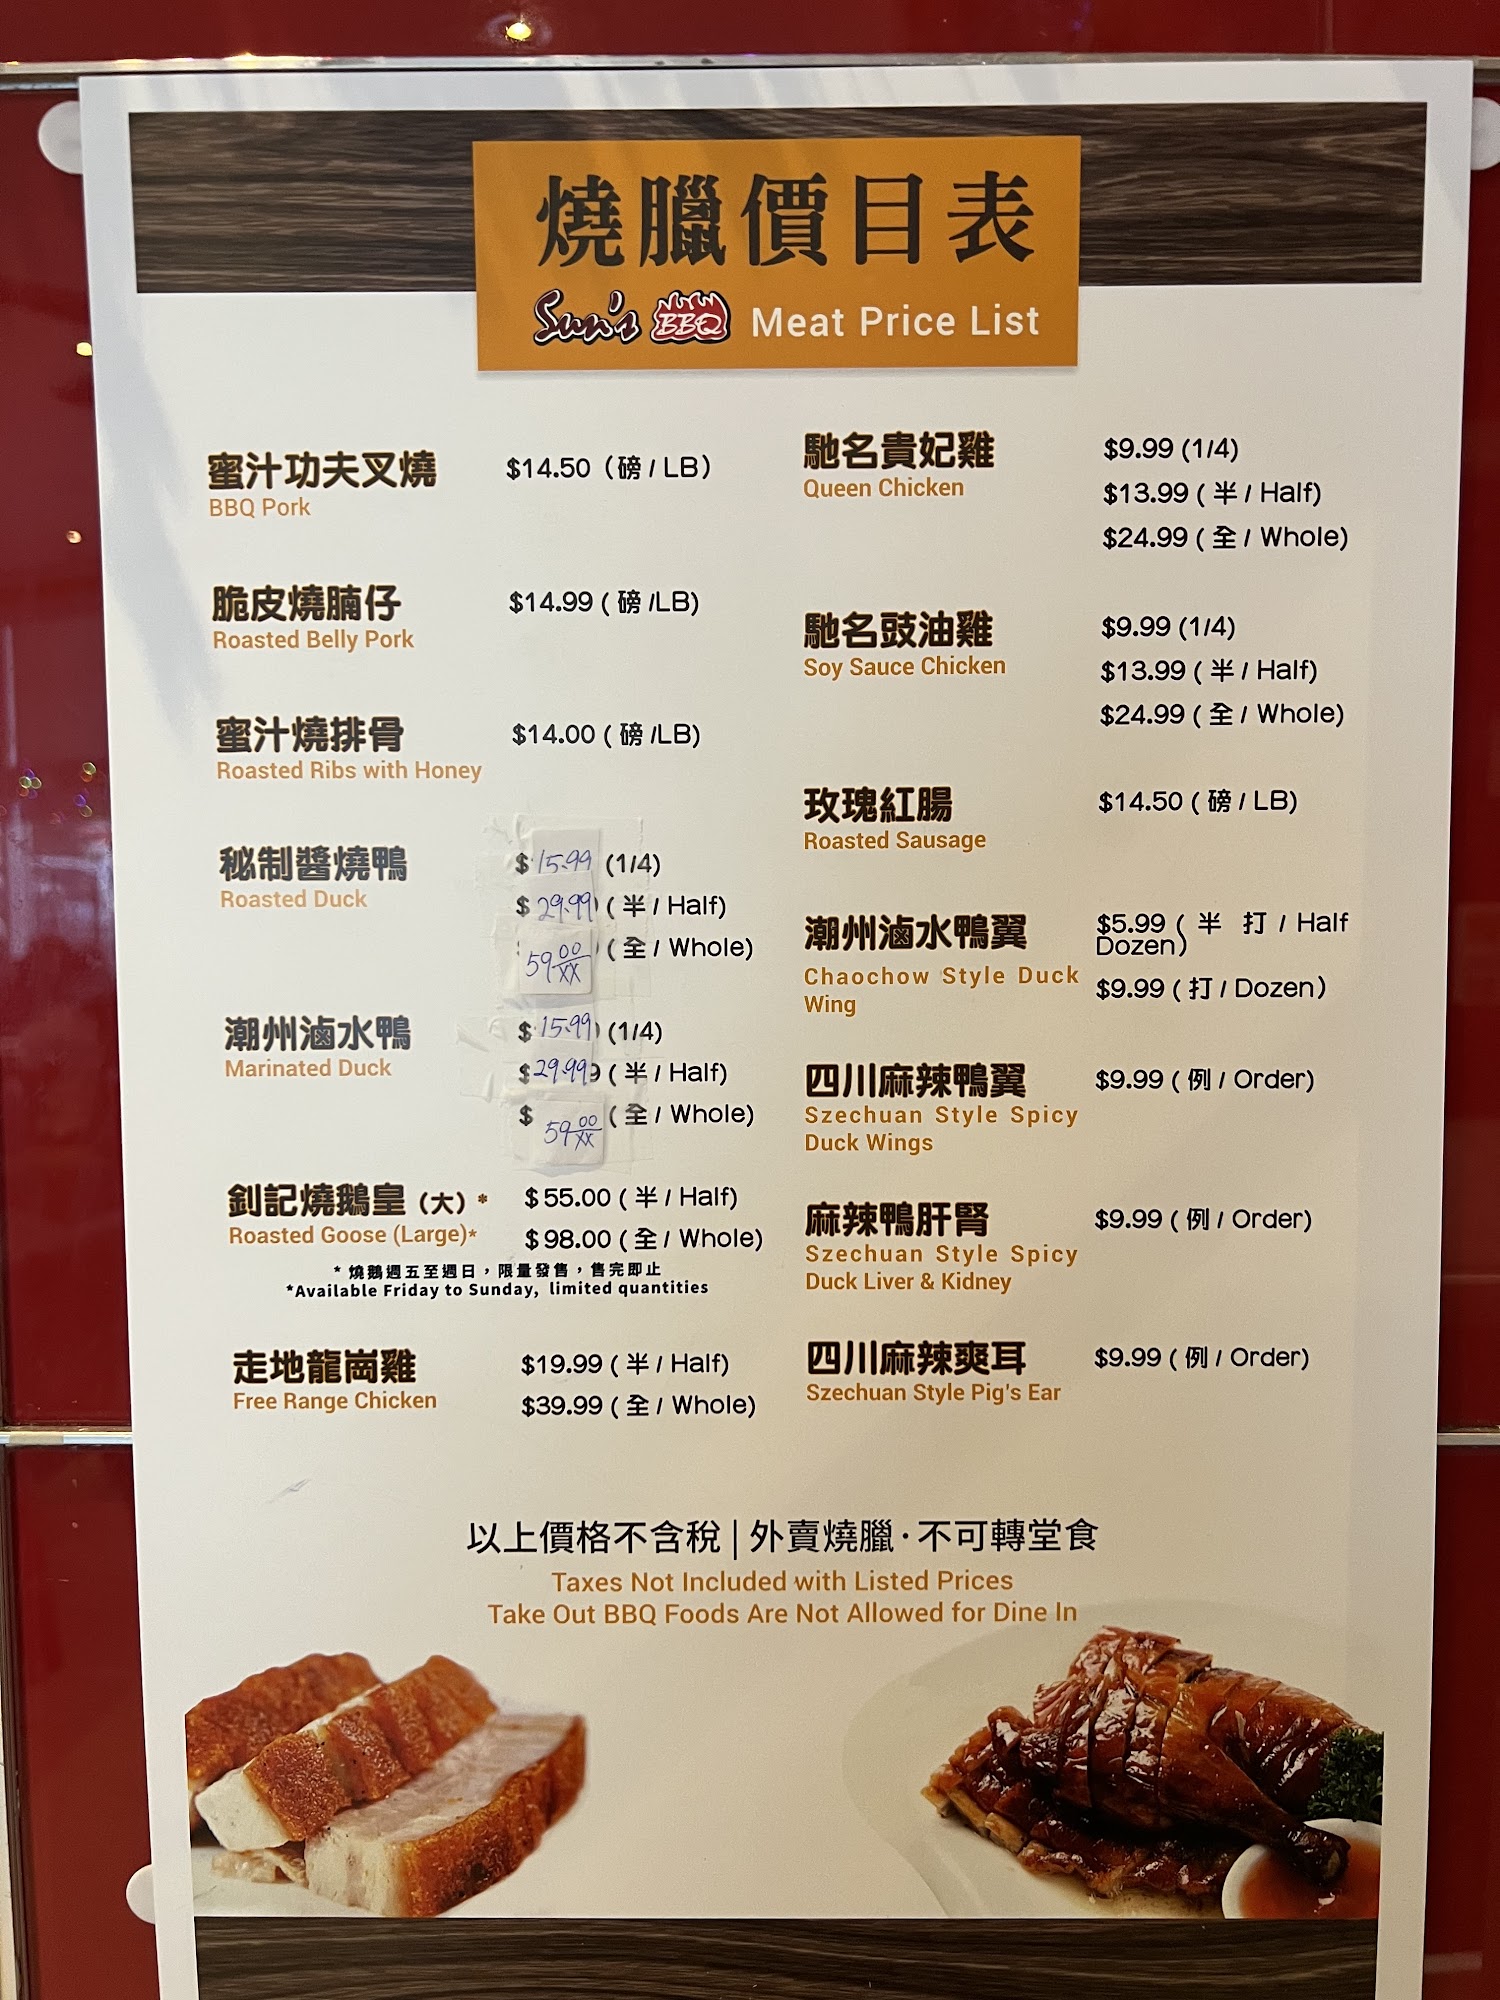 燒臘價目表
Sun's BBQ Meat Price List
蜜汁功夫叉燒 $14.50 (磅 / LB)
BBQ Pork
脆皮燒腩仔 $14.99 ( 磅 /LB)
Roasted Belly Pork
蜜汁燒排骨 $14.00 ( 磅 /LB)
Roasted Ribs with Honey
秘制醬燒鴨 $ 15.99 (1/4)
Roasted Duck
$ 29.99 ( 半 / Half)
59 00/XX ( 全 / Whole)
潮州滷水鴨 $ 15.99 (1/4)
Marinated Duck
$ 29.99 ( 半 / Half)
$ 59 00/XX ( 全 / Whole)
釗記燒鵝皇 (大) * $ 55.00 ( 半 / Half)
Roasted Goose (Large)* $ 98.00 ( 全 / Whole)
* 燒鵝週五至週日，限量發售，售完即止
*Available Friday to Sunday, limited quantities
走地龍崗雞 $19.99 ( 半 / Half)
Free Range Chicken $39.99 ( 全 / Whole)
馳名貴妃雞 $9.99 (1/4)
Queen Chicken $13.99 ( 半 / Half)
$24.99 ( 全 / Whole)
馳名豉油雞 $9.99 (1/4)
Soy Sauce Chicken $13.99 ( 半 / Half)
$24.99 ( 全 / Whole)
玫瑰紅腸 $14.50 ( 磅 / LB)
Roasted Sausage
潮州滷水鴨翼 $5.99 ( 半 打 / Half
Dozen)
Chaochow Style Duck $9.99 ( 打 / Dozen)
Wing
四川麻辣鴨翼 $9.99 ( 例 / Order)
Szechuan Style Spicy
Duck Wings
麻辣鴨肝腎 $9.99 ( 例 / Order)
Szechuan Style Spicy
Duck Liver & Kidney
四川麻辣爽耳 $9.99 ( 例 / Order)
Szechuan Style Pig's Ear
以上價格不含稅 | 外賣燒臘 · 不可轉堂食
Taxes Not Included with Listed Prices
Take Out BBQ Foods Are Not Allowed for Dine In